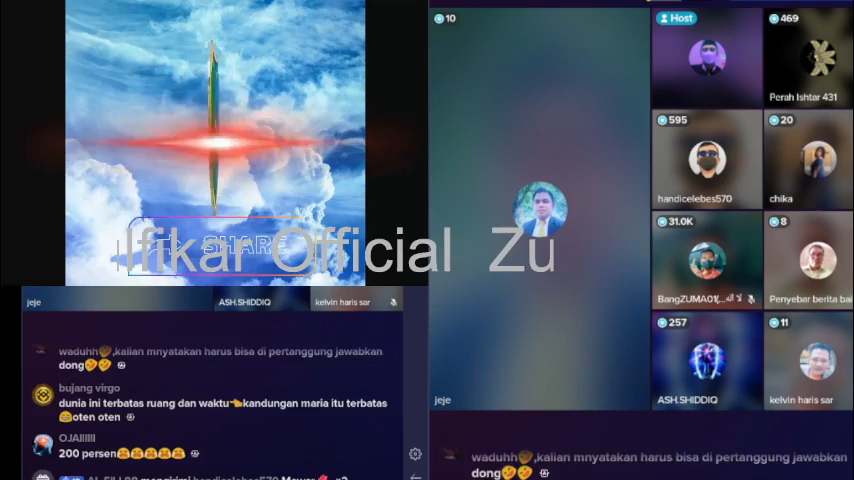 SHARE
lfikar Official Zu
jeje
ASH.SHIDDIQ
kelvin haris sar
waduhh✊,kalian mnyatakan harus bisa di pertanggung jawabkan
dong🤣🤣
bujang virgo
dunia ini terbatas ruang dan waktu👈kandungan maria itu terbatas
😂oten oten
OJAIIIIII
200 persen
10
jeje
Host
469
Perah Ishtar 431
595
handicelebes570
20
chika
31.0K
BangZUMA01(...
8
Penyebar berita bai
257
ASH.SHIDDIQ
11
kelvin haris sar
waduhh✊,kalian mnyatakan harus bisa di pertanggung jawabkan
dong🤣🤣